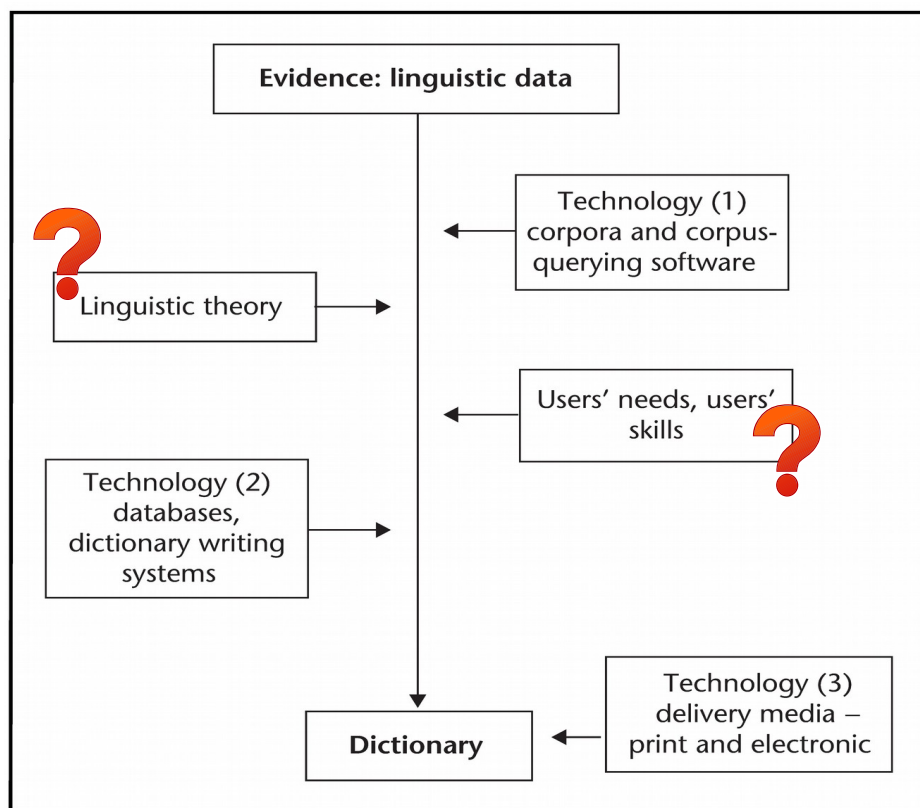 Evidence: linguistic data
Technology (1)
corpora and corpus-
querying software
?
Linguistic theory
Users’ needs, users’
skills
?
Technology (2)
databases,
dictionary writing
systems
Technology (3)
delivery media –
print and electronic
Dictionary